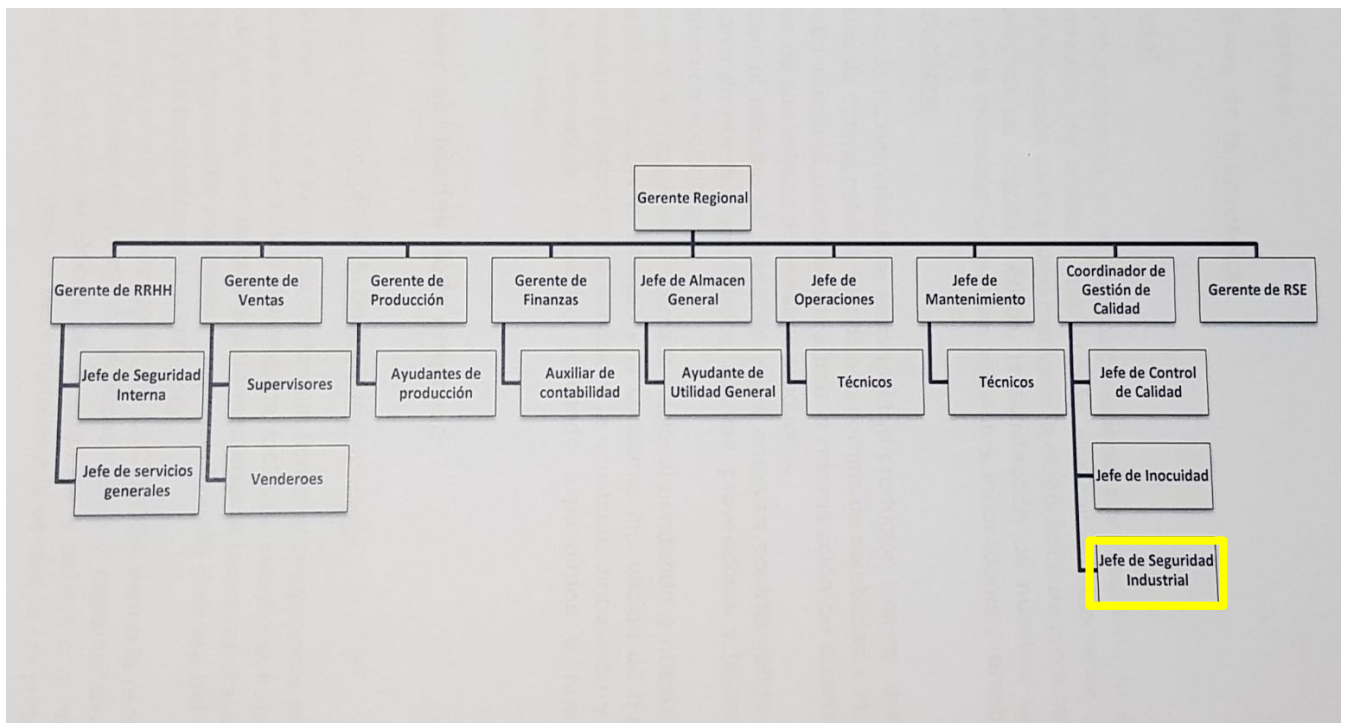 Gerente Regional
Gerente de RRHH
Gerente de
Ventas
Gerente de
Producción
Gerente de
Finanzas
Jefe de Almacen
General
Jefe de
Operaciones
Jefe de
Mantenimiento
Coordinador de
Gestión de
Calidad
Gerente de RSE
Jefe de Seguridad
Interna
Supervisores
Ayudantes de
producción
Auxiliar de
contabilidad
Ayudante de
Utilidad General
Técnicos
Técnicos
Jefe de Control
de Calidad
Jefe de servicios
generales
Venderoes
Jefe de Inocuidad
Jefe de Seguridad
Industrial